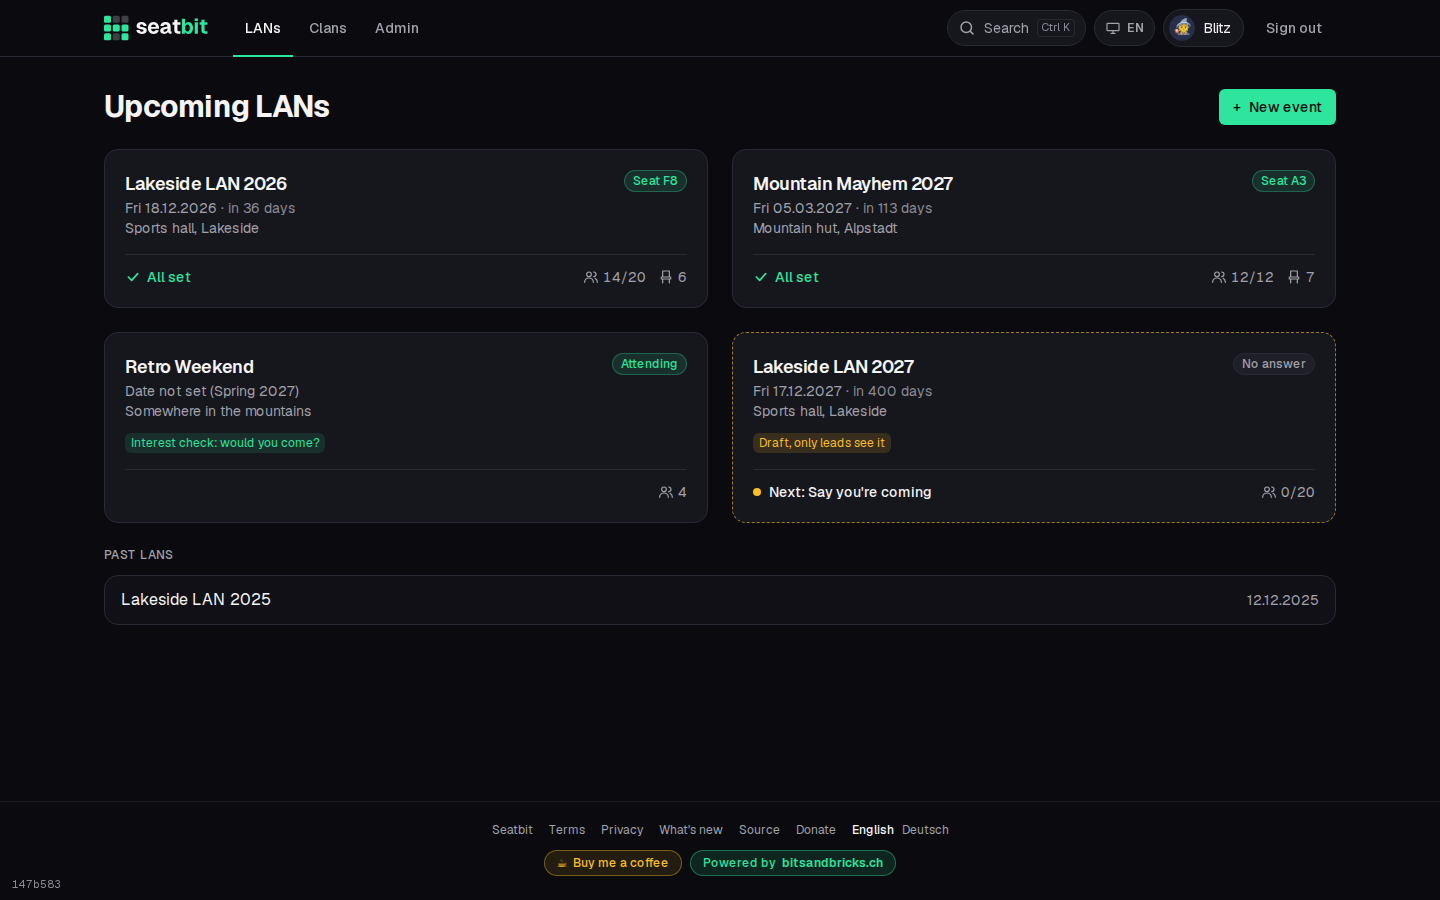 seatbit LANs Clans Admin Search Ctrl K EN Blitz Sign out
Upcoming LANs
+ New event
Lakeside LAN 2026
Seat F8
Fri 18.12.2026 · in 36 days
Sports hall, Lakeside
All set
14/20 6
Mountain Mayhem 2027
Seat A3
Fri 05.03.2027 · in 113 days
Mountain hut, Alpstadt
All set
12/12 7
Retro Weekend
Attending
Date not set (Spring 2027)
Somewhere in the mountains
Interest check: would you come?
4
Lakeside LAN 2027
No answer
Fri 17.12.2027 · in 400 days
Sports hall, Lakeside
Draft, only leads see it
Next: Say you're coming
0/20
PAST LANS
Lakeside LAN 2025 12.12.2025
Seatbit Terms Privacy What's new Source Donate English Deutsch
Buy me a coffee Powered by bitsandbricks.ch
147b583